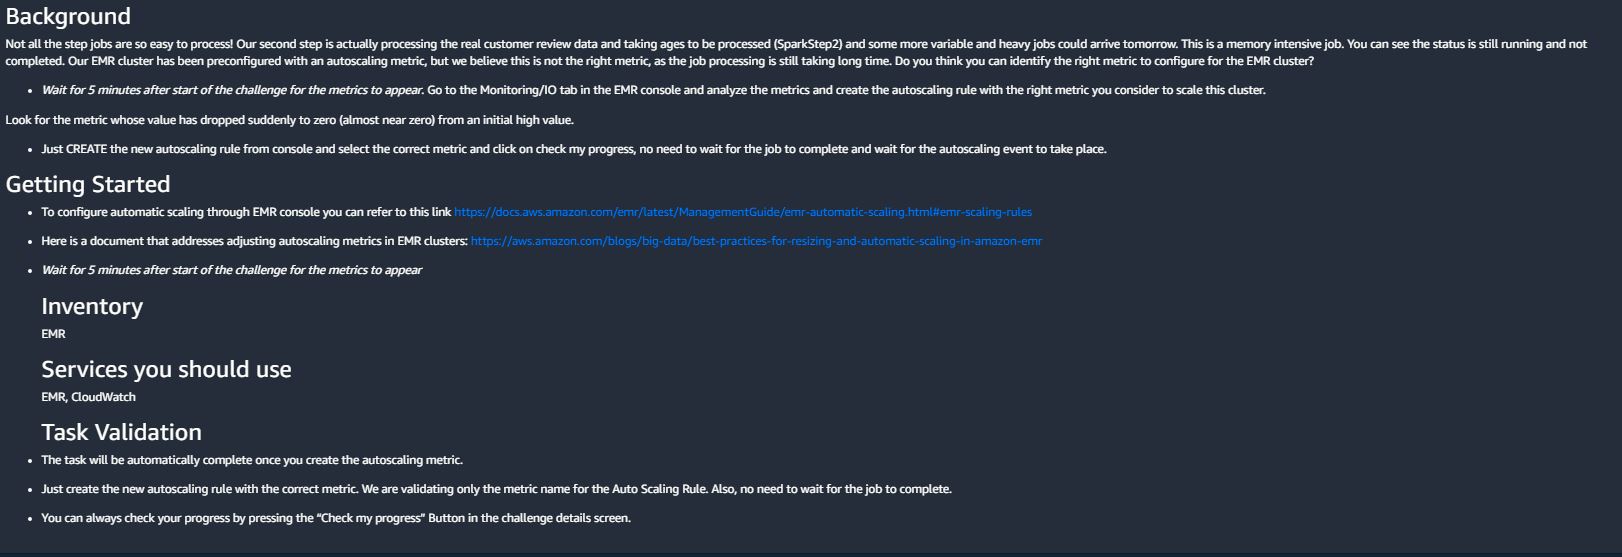 Background
Not all the step jobs are so easy to process! Our second step is actually processing the real customer review data and taking ages to be processed (SparkStep2) and some more variable and heavy jobs could arrive tomorrow. This is a memory intensive job. You can see the status is still running and not
completed. Our EMR cluster has been preconfigured with an autoscaling metric, but we believe this is not the right metric, as the job processing is still taking long time. Do you think you can identify the right metric to configure for the EMR cluster?
• Wait for 5 minutes after start of the challenge for the metrics to appear. Go to the Monitoring/IO tab in the EMR console and analyze the metrics and create the autoscaling rule with the right metric you consider to scale this cluster.
Look for the metric whose value has dropped suddenly to zero (almost near zero) from an initial high value.
• Just CREATE the new autoscaling rule from console and select the correct metric and click on check my progress, no need to wait for the job to complete and wait for the autoscaling event to take place.
Getting Started
• To configure automatic scaling through EMR console you can refer to this link https://docs.aws.amazon.com/emr/latest/ManagementGuide/emr-automatic-scaling.html#emr-scaling-rules
• Here is a document that addresses adjusting autoscaling metrics in EMR clusters: https://aws.amazon.com/blogs/big-data/best-practices-for-resizing-and-automatic-scaling-in-amazon-emr
• Wait for 5 minutes after start of the challenge for the metrics to appear
Inventory
EMR
Services you should use
EMR, CloudWatch
Task Validation
• The task will be automatically complete once you create the autoscaling metric.
• Just create the new autoscaling rule with the correct metric. We are validating only the metric name for the Auto Scaling Rule. Also, no need to wait for the job to complete.
• You can always check your progress by pressing the “Check my progress” Button in the challenge details screen.